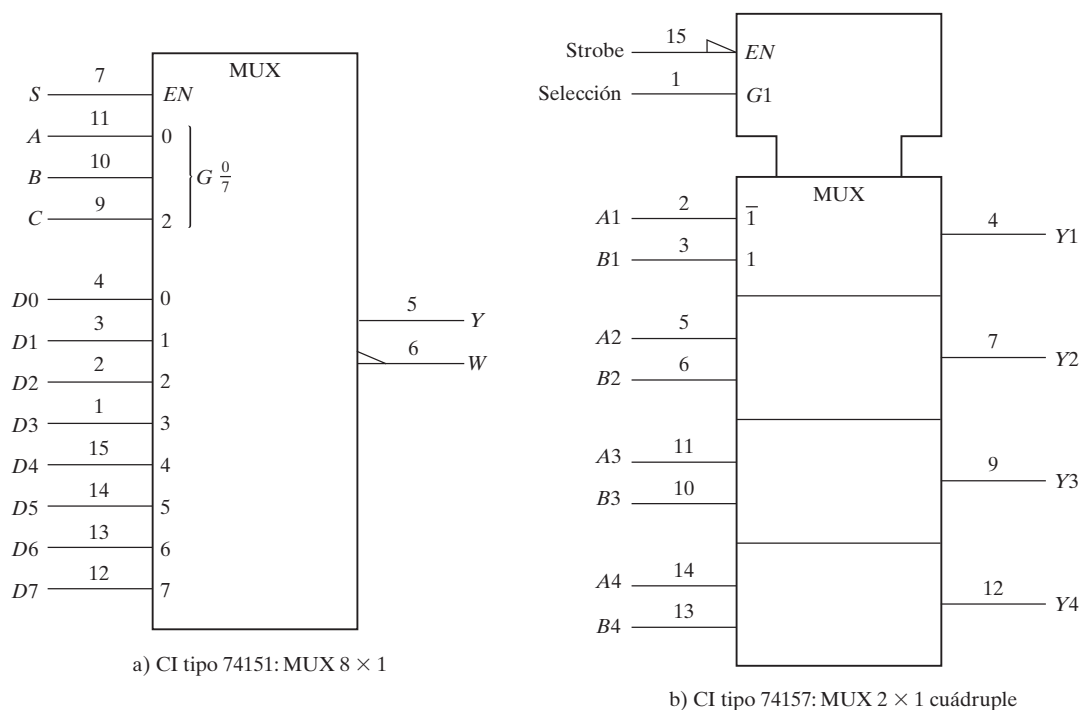 MUX
7
S EN
11
A 0
10
B G 0/7
9
C 2
4
D0 0
3
D1 1
2
D2 2
1
D3 3
15
D4 4
14
D5 5
13
D6 6
12
D7 7
5
Y
6
W
a) CI tipo 74151: MUX 8 × 1
15
Strobe EN
1
Selección G1
MUX
2
A1 1̅
3
B1 1
4
Y1
5
A2
6
B2
7
Y2
11
A3
10
B3
9
Y3
14
A4
13
B4
12
Y4
b) CI tipo 74157: MUX 2 × 1 cuádruple